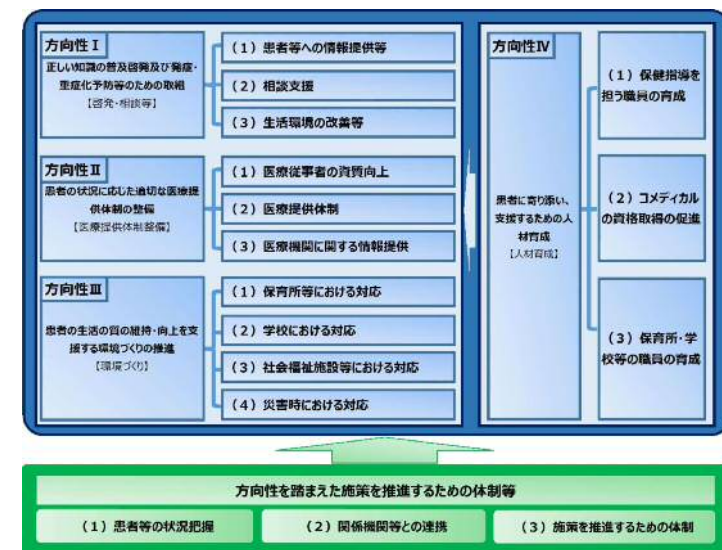 方向性Ⅰ
正しい知識の普及啓発及び発症・
重症化予防等のための取組
【啓発・相談等】
（1）患者等への情報提供等
（2）相談支援
（3）生活環境の改善等
方向性Ⅱ
患者の状況に応じた適切な医療提
供体制の整備
【医療提供体制整備】
（1）医療従事者の資質向上
（2）医療提供体制
（3）医療機関に関する情報提供
方向性Ⅲ
患者の生活の質の維持・向上を支
援する環境づくりの推進
【環境づくり】
（1）保育所等における対応
（2）学校における対応
（3）社会福祉施設等における対応
（4）災害時における対応
方向性Ⅳ
患者に寄り添い、
支援するための人
材育成
【人材育成】
（1）保健指導を
担う職員の育成
（2）コメディカル
の資格取得の促進
（3）保育所・学
校等の職員の育成
方向性を踏まえた施策を推進するための体制等
（1）患者等の状況把握
（2）関係機関等との連携
（3）施策を推進するための体制